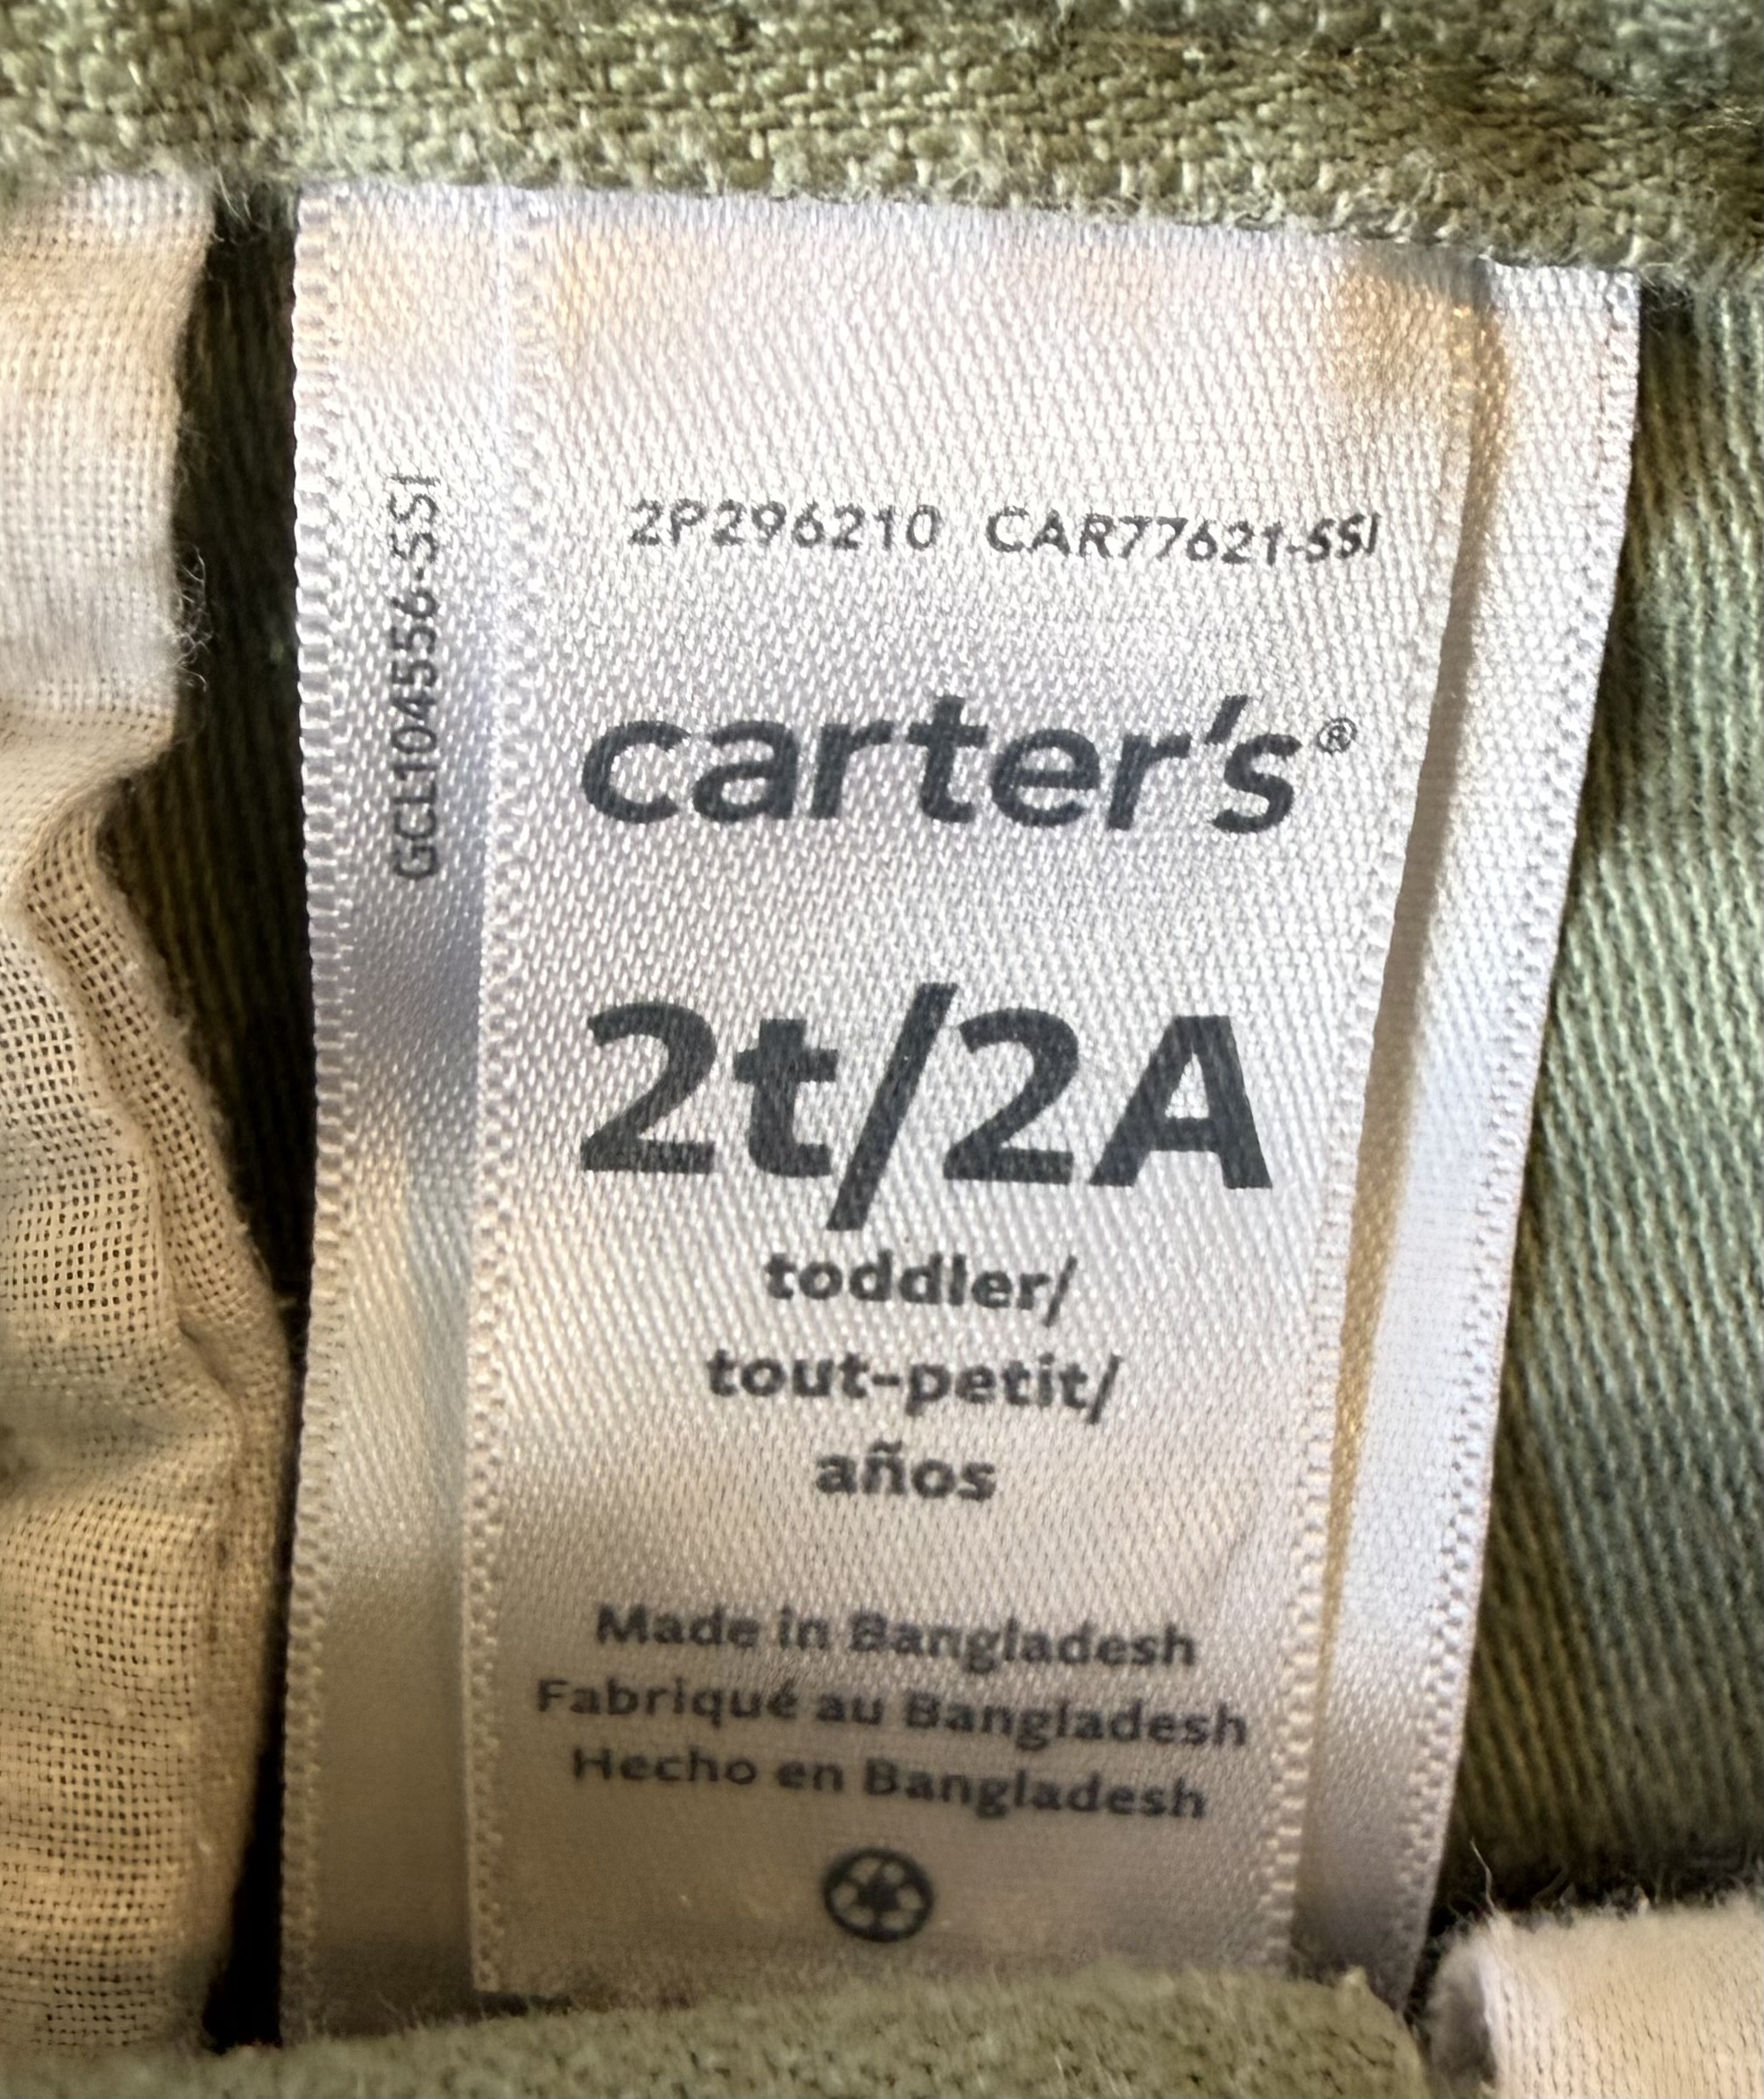 GCL104556-SSI
2P296210 CAR77621-SSI
carter's®
2t/2A
toddler/
tout-petit/
años
Made in Bangladesh
Fabriqué au Bangladesh
Hecho en Bangladesh